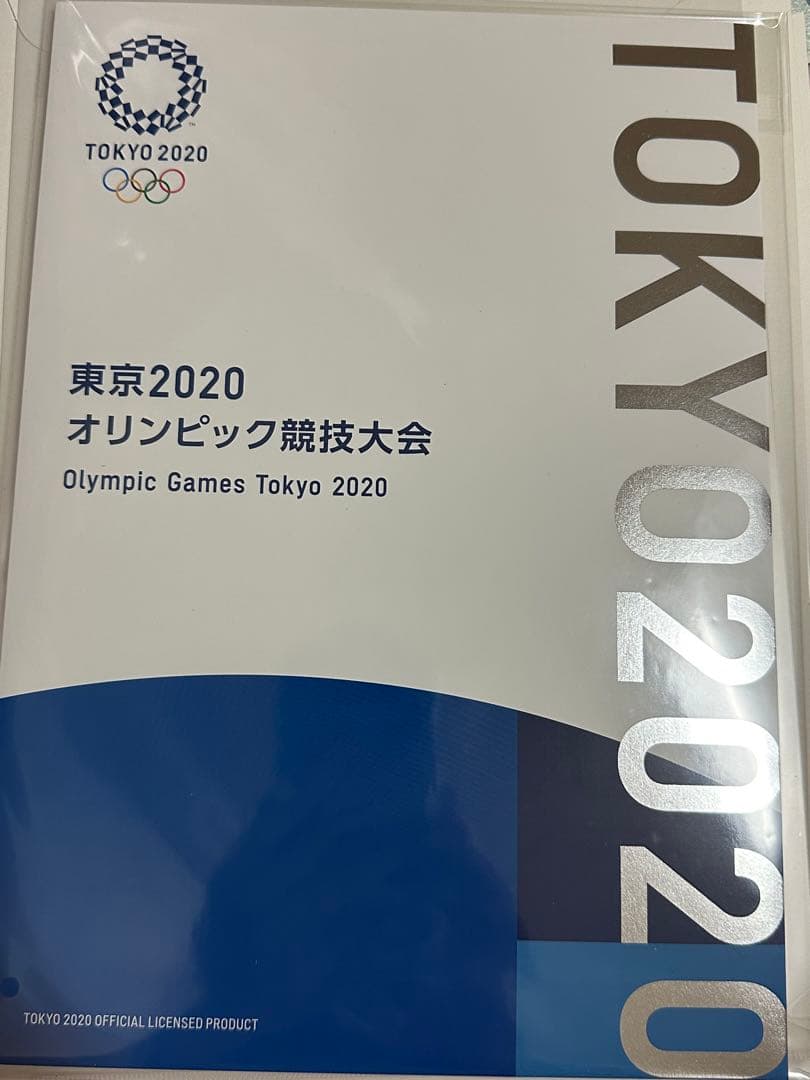 TOKYO 2020
東京2020
オリンピック競技大会
Olympic Games Tokyo 2020
TOKYO 2020 OFFICIAL LICENSED PRODUCT
TOKYO2020